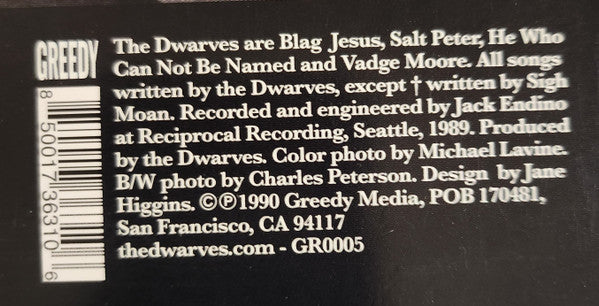 GREEDY
The Dwarves are Blag Jesus, Salt Peter, He Who
Can Not Be Named and Vadge Moore. All songs
written by the Dwarves, except † written by Sigh
Moan. Recorded and engineered by Jack Endino
at Reciprocal Recording, Seattle, 1989. Produced
by the Dwarves. Color photo by Michael Lavine.
B/W photo by Charles Peterson. Design by Jane
Higgins. ©℗1990 Greedy Media, POB 170481,
San Francisco, CA 94117
thedwarves.com - GR0005
8 50017 36310 6